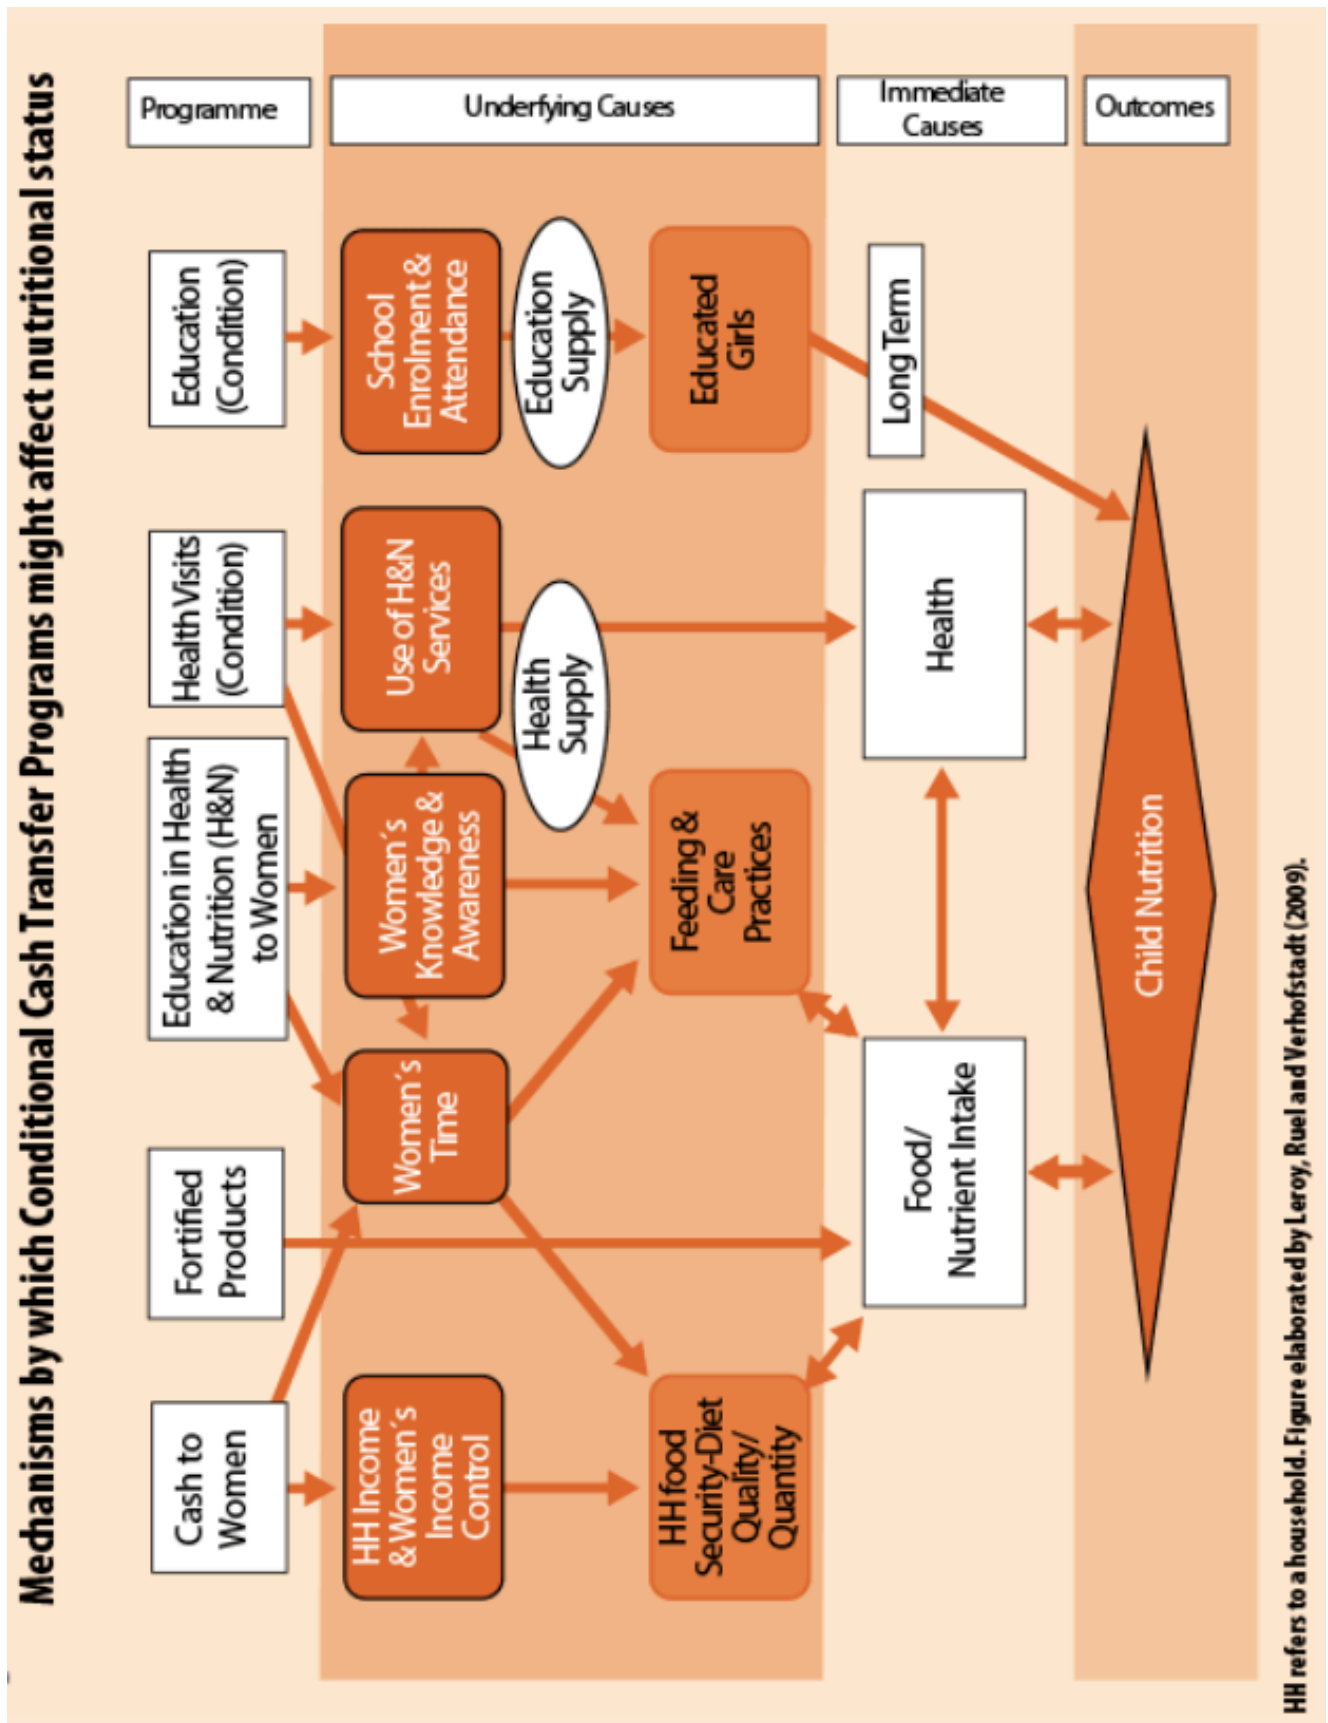 Mechanisms by which Conditional Cash Transfer Programs might affect nutritional status
Programme
Cash to
Women
Fortified
Products
Education in Health
& Nutrition (H&N)
to Women
Health Visits
(Condition)
Education
(Condition)
Underfying Causes
HH Income
& Women´s
Income
Control
Women´s
Time
Women´s
Knowledge &
Awareness
Use of H&N
Services
School
Enrolment &
Attendance
Health
Supply
Education
Supply
HH food
Security-Diet
Quality/
Quantity
Feeding &
Care
Practices
Educated
Girls
Immediate
Causes
Food/
Nutrient Intake
Health
Long Term
Outcomes
Child Nutrition
HH refers to a household. Figure elaborated by Leroy, Ruel and Verhofstadt (2009).